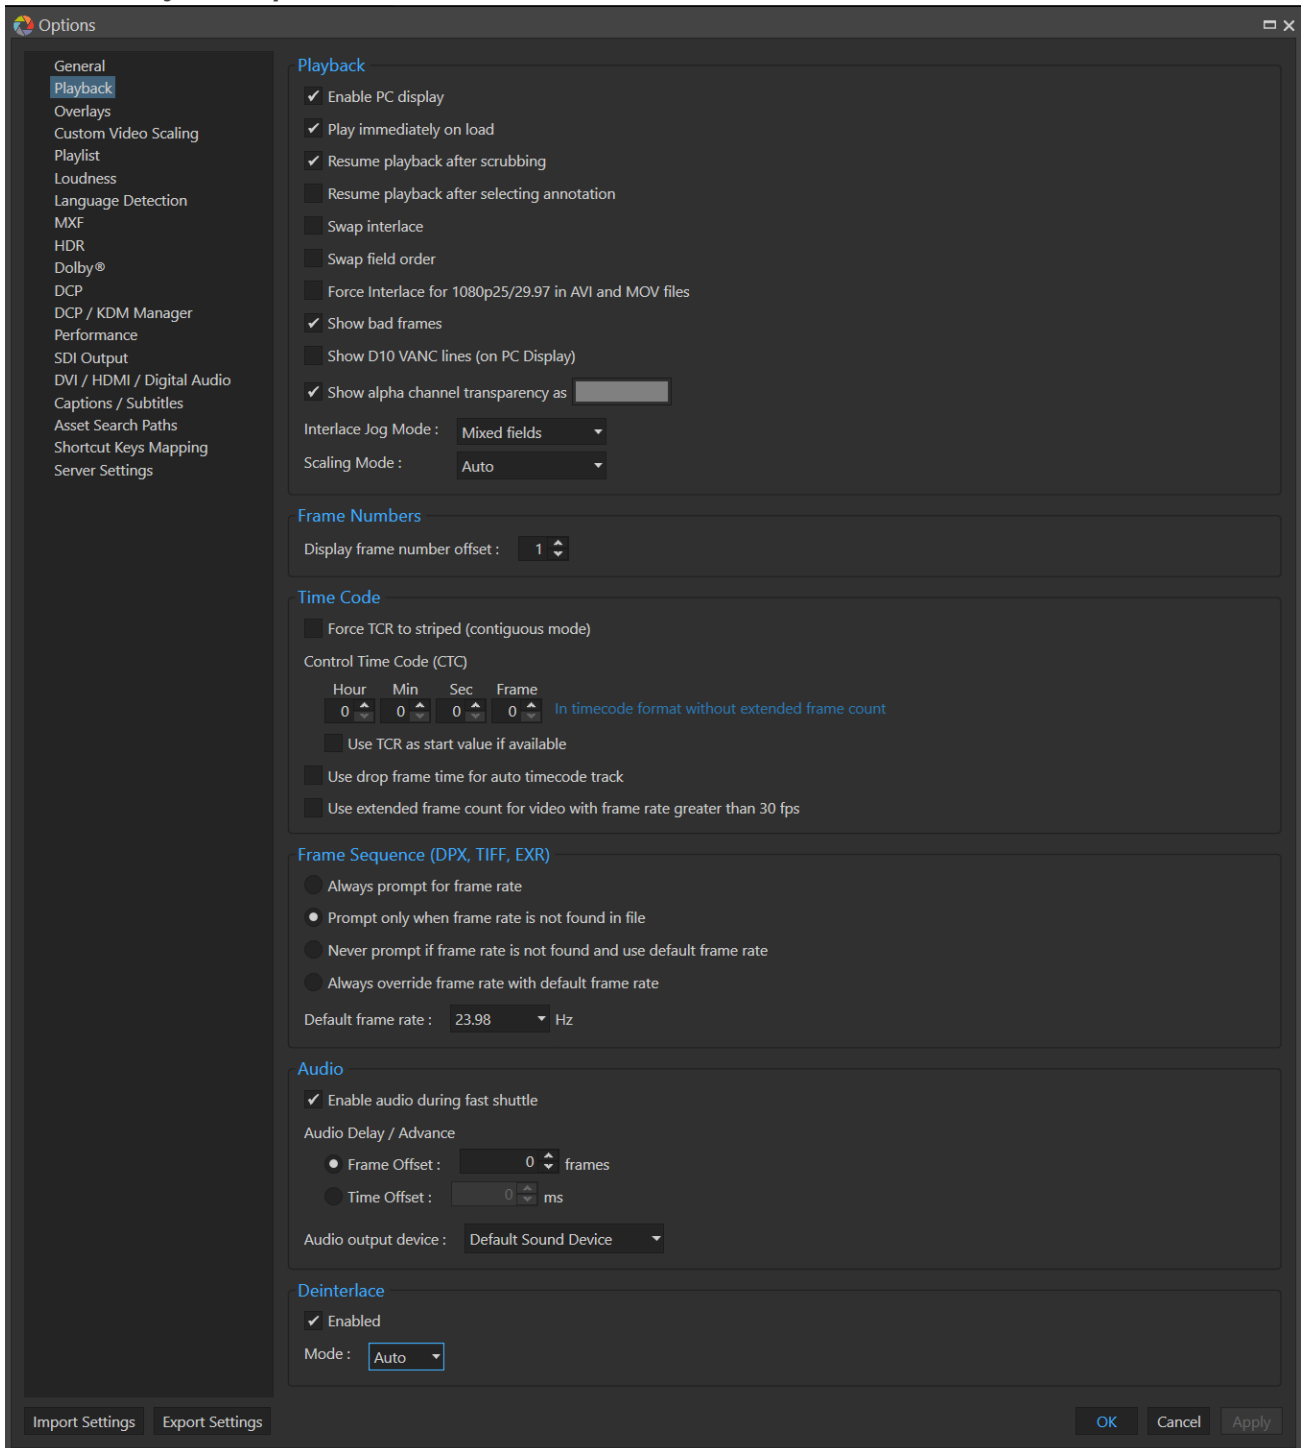 Options
General
Playback
Overlays
Custom Video Scaling
Playlist
Loudness
Language Detection
MXF
HDR
Dolby®
DCP
DCP / KDM Manager
Performance
SDI Output
DVI / HDMI / Digital Audio
Captions / Subtitles
Asset Search Paths
Shortcut Keys Mapping
Server Settings
Playback
Enable PC display
Play immediately on load
Resume playback after scrubbing
Resume playback after selecting annotation
Swap interlace
Swap field order
Force Interlace for 1080p25/29.97 in AVI and MOV files
Show bad frames
Show D10 VANC lines (on PC Display)
Show alpha channel transparency as
Interlace Jog Mode : Mixed fields
Scaling Mode : Auto
Frame Numbers
Display frame number offset : 1
Time Code
Force TCR to striped (contiguous mode)
Control Time Code (CTC)
Hour Min Sec Frame
0 0 0 0 In timecode format without extended frame count
Use TCR as start value if available
Use drop frame time for auto timecode track
Use extended frame count for video with frame rate greater than 30 fps
Frame Sequence (DPX, TIFF, EXR)
Always prompt for frame rate
Prompt only when frame rate is not found in file
Never prompt if frame rate is not found and use default frame rate
Always override frame rate with default frame rate
Default frame rate : 23.98 Hz
Audio
Enable audio during fast shuttle
Audio Delay / Advance
Frame Offset : 0 frames
Time Offset : 0 ms
Audio output device : Default Sound Device
Deinterlace
Enabled
Mode : Auto
Import Settings Export Settings OK Cancel Apply